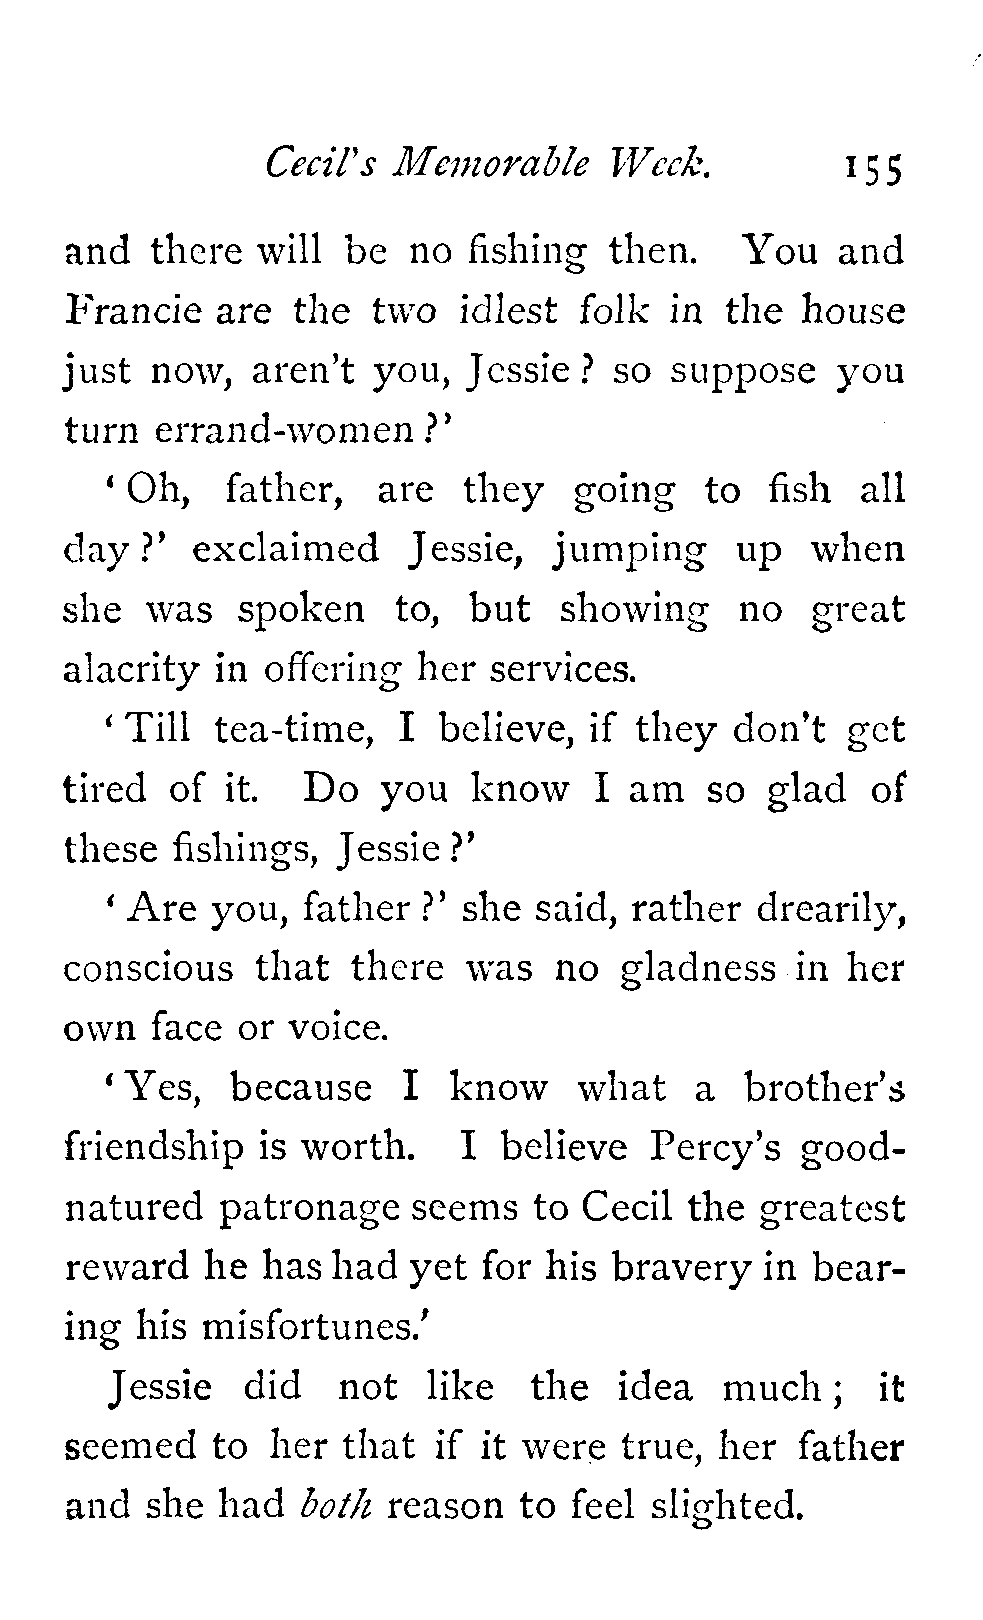 Cecil's Memorable Week. 155
and there will be no fishing then. You and
Francie are the two idlest folk in the house
just now, aren't you, Jessie? so suppose you
turn errand-women?'
'Oh, father, are they going to fish all
day?' exclaimed Jessie, jumping up when
she was spoken to, but showing no great
alacrity in offering her services.
'Till tea-time, I believe, if they don't get
tired of it. Do you know I am so glad of
these fishings, Jessie?'
'Are you, father?' she said, rather drearily,
conscious that there was no gladness in her
own face or voice.
'Yes, because I know what a brother's
friendship is worth. I believe Percy's good-
natured patronage seems to Cecil the greatest
reward he has had yet for his bravery in bear-
ing his misfortunes.'
Jessie did not like the idea much; it
seemed to her that if it were true, her father
and she had both reason to feel slighted.